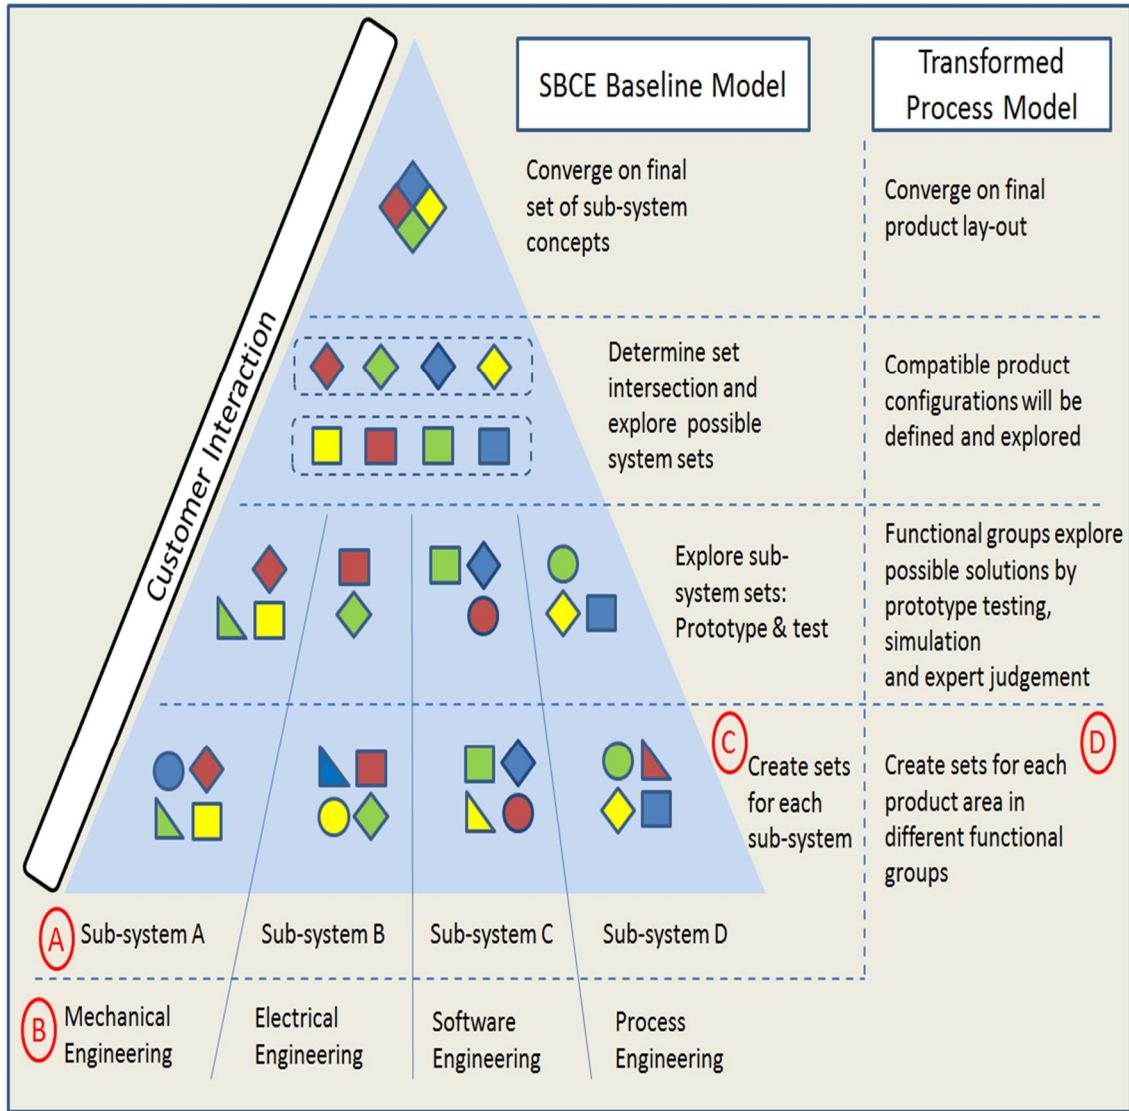 SBCE Baseline Model
Transformed
Process Model
Customer Interaction
Converge on final
set of sub-system
concepts
Converge on final
product lay-out
Determine set
intersection and
explore possible
system sets
Compatible product
configurations will be
defined and explored
Explore sub-
system sets:
Prototype & test
Functional groups explore
possible solutions by
prototype testing,
simulation
and expert judgement
C
Create sets
for each
sub-system
D
Create sets for each
product area in
different functional
groups
A
Sub-system A
Sub-system B
Sub-system C
Sub-system D
B
Mechanical
Engineering
Electrical
Engineering
Software
Engineering
Process
Engineering